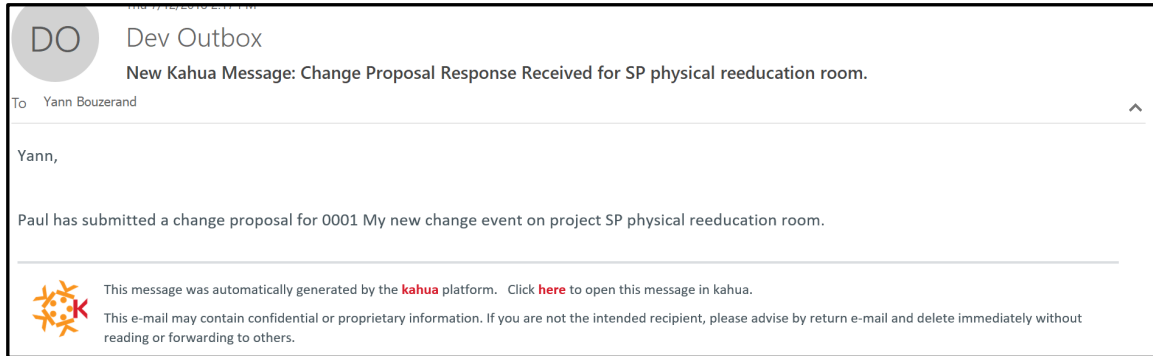 DO
Dev Outbox
New Kahua Message: Change Proposal Response Received for SP physical reeducation room.
To Yann Bouzerand
Yann,
Paul has submitted a change proposal for 0001 My new change event on project SP physical reeducation room.
K
This message was automatically generated by the kahua platform. Click here to open this message in kahua.
This e-mail may contain confidential or proprietary information. If you are not the intended recipient, please advise by return e-mail and delete immediately without
reading or forwarding to others.